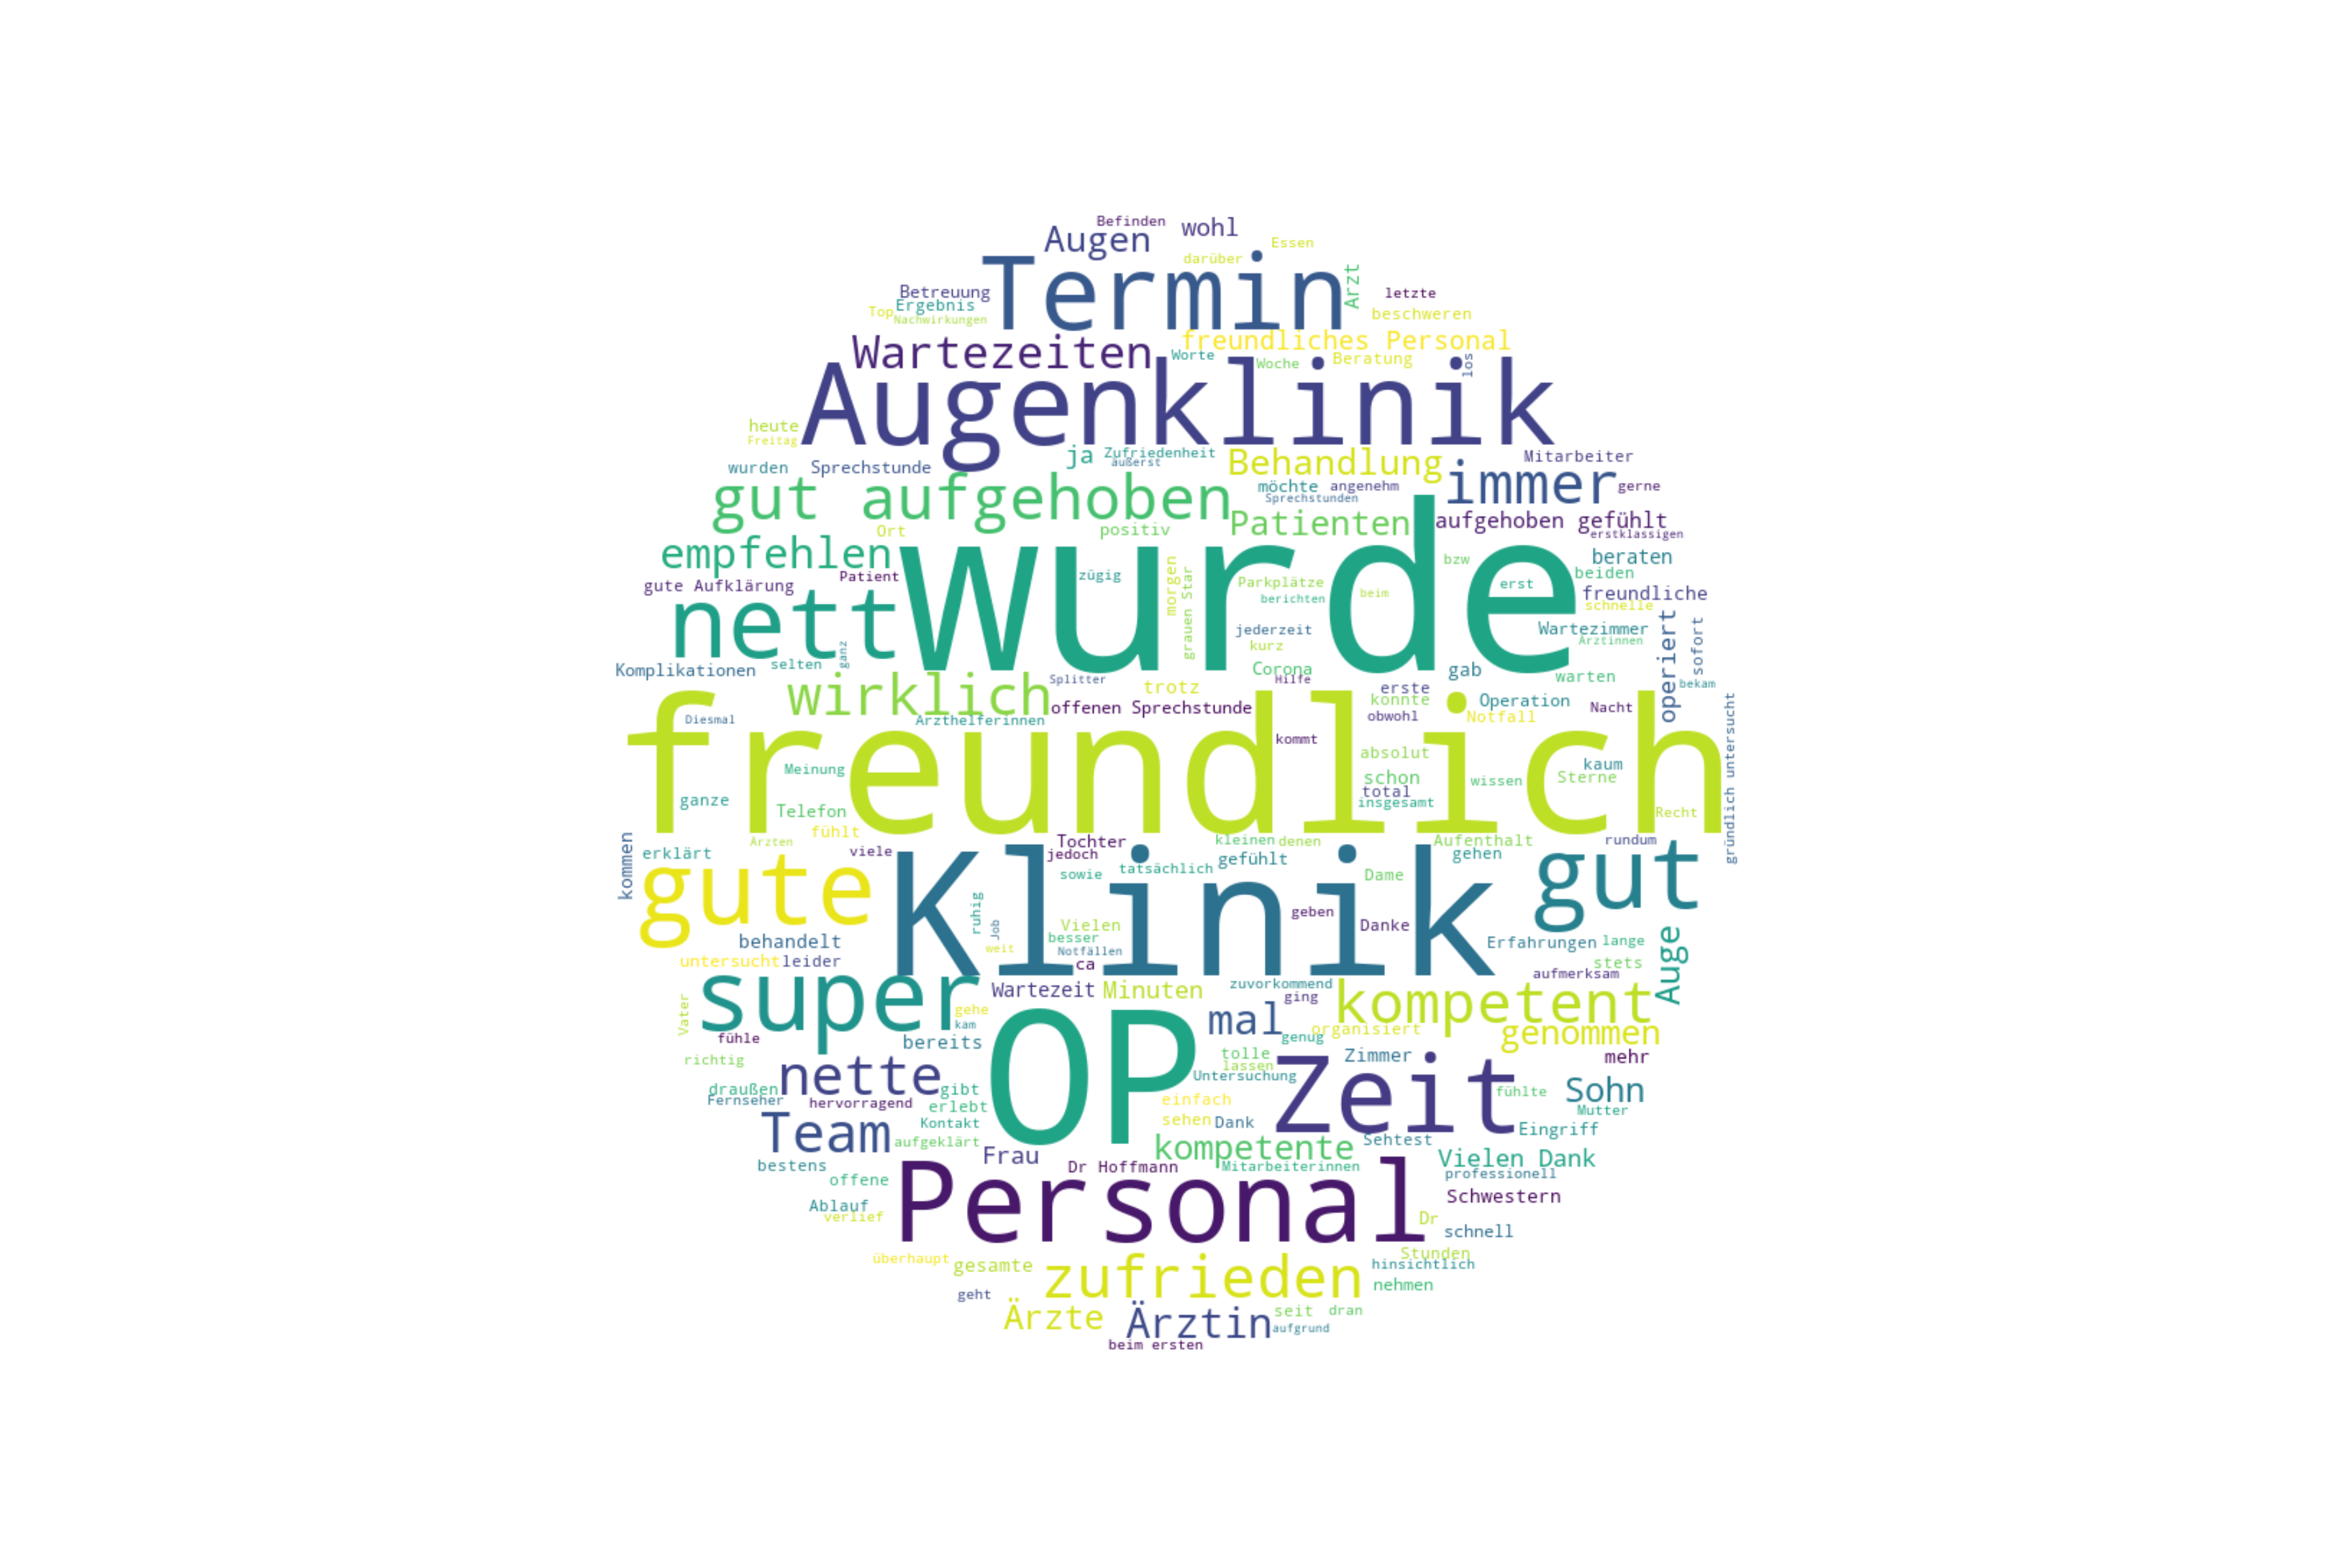 Befinden
wohl
Augen
Essen
darüber
Termin
Arzt
Betreuung
letzte
Ergebnis
Top
beschweren
Nachwirkungen
freundliches Personal
Wartezeiten
Worte
Woche
Beratung
los
Augenklinik
heute
Freitag
ja
Zufriedenheit
äußerst
Behandlung
Mitarbeiter
wurden
Sprechstunde
immer
gut aufgehoben
möchte
angenehm
gerne
Sprechstunden
Patienten
aufgehoben gefühlt
Ort
positiv
erstklassigen
empfehlen
wurde
bzw
beraten
gute Aufklärung
Patient
zügig
morgen
grauen Star
Parkplätze
berichten
beim
erst
beiden
freundliche
schnelle
nett
jederzeit
kurz
Wartezimmer
Ärztinnen
operiert
sofort
Komplikationen
selten
ganz
Corona
gab
warten
bekam
wirklich
Splitter
trotz
Hilfe
erste
konnte
Operation
Nacht
offenen Sprechstunde
Diesmal
Arzthelferinnen
obwohl
Notfall
gründlich untersucht
freundlich
kommt
absolut
Meinung
schon
wissen
kaum
Sterne
ganze
total
insgesamt
Telefon
Recht
fühlt
kommen
Ärzten
Tochter
kleinen
denen
Aufenthalt
rundum
erklärt
viele
jedoch
gefühlt
gehen
gute
Klinik
sowie
tatsächlich
Dame
gut
ruhig
Job
geben
Vielen
Danke
behandelt
weit
besser
Notfällen
Erfahrungen
lange
Auge
untersucht
leider
ca
stets
aufmerksam
super
Wartezeit
Minuten
zuvorkommend
ging
kompetent
Vater
gehe
kam
mal
organisiert
genommen
fühle
bereits
OP
genug
richtig
tolle
lassen
Zimmer
mehr
nette
Untersuchung
Zeit
draußen
Fernseher
gibt
hervorragend
erlebt
einfach
fühlte
Sohn
Mutter
Team
Kontakt
sehen
Dank
Eingriff
aufgeklärt
kompetente
Sehtest
bestens
Frau
Dr Hoffmann
Mitarbeiterinnen
Vielen Dank
professionell
offene
Personal
Schwestern
Ablauf
verlief
Dr
schnell
überhaupt
gesamte
zufrieden
Stunden
hinsichtlich
geht
nehmen
Ärzte
Ärztin
seit
dran
aufgrund
beim ersten